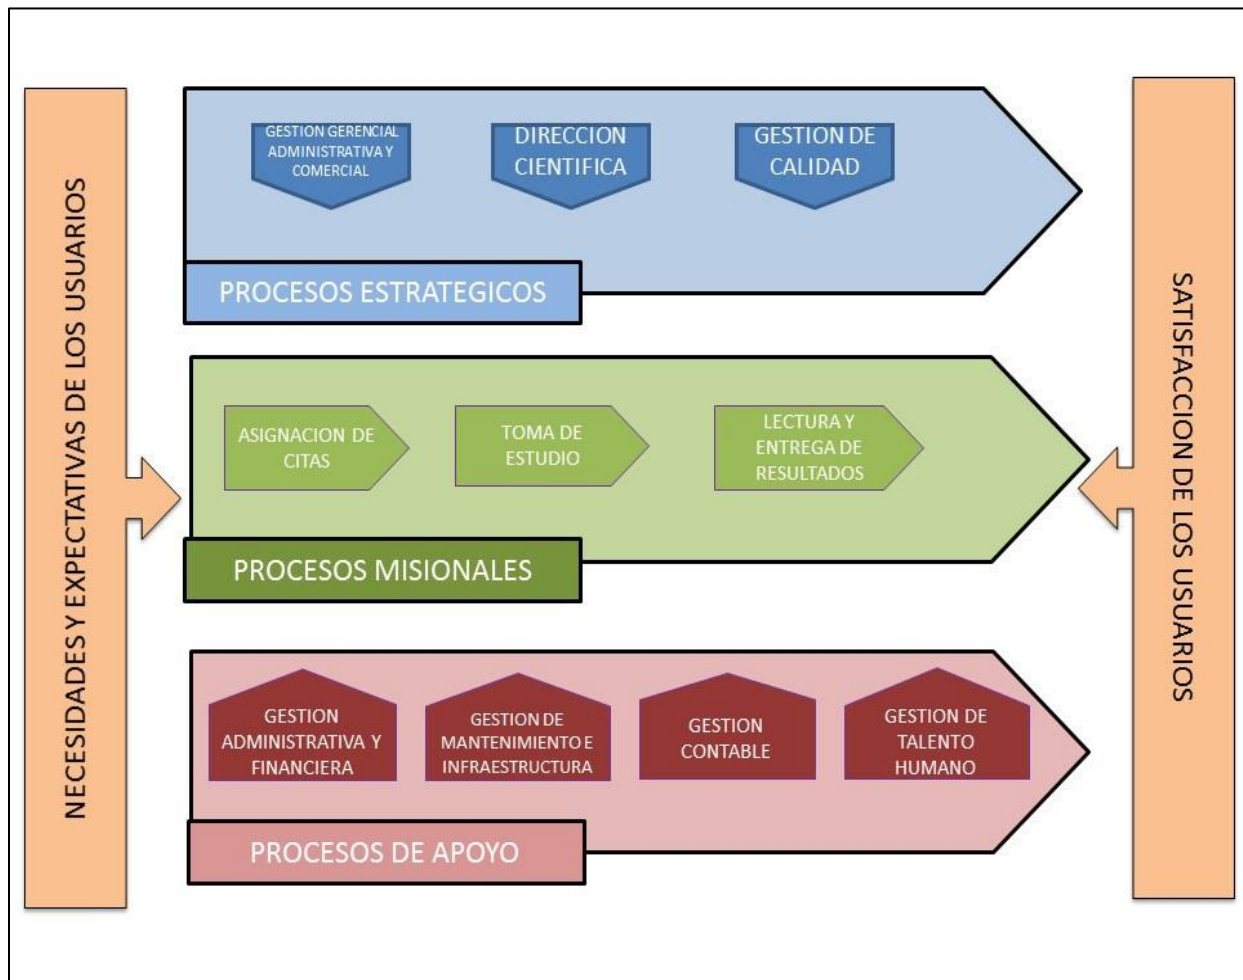 NECESIDADES Y EXPECTATIVAS DE LOS USUARIOS
GESTION GERENCIAL
ADMINISTRATIVA Y
COMERCIAL
DIRECCION
CIENTIFICA
GESTION DE
CALIDAD
PROCESOS ESTRATEGICOS
ASIGNACION DE
CITAS
TOMA DE
ESTUDIO
LECTURA Y
ENTREGA DE
RESULTADOS
PROCESOS MISIONALES
GESTION
ADMINISTRATIVA Y
FINANCIERA
GESTION DE
MANTENIMIENTO E
INFRAESTRUCTURA
GESTION
CONTABLE
GESTION DE
TALENTO
HUMANO
PROCESOS DE APOYO
SATISFACCION DE LOS USUARIOS